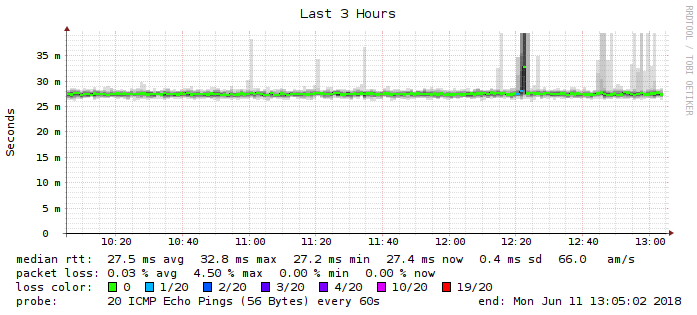 Last 3 Hours
RRDTOOL / TOBI OETIKER
Seconds
35 m
30 m
25 m
20 m
15 m
10 m
5 m
0
10:20 10:40 11:00 11:20 11:40 12:00 12:20 12:40 13:00
median rtt: 27.5 ms avg 32.8 ms max 27.2 ms min 27.4 ms now 0.4 ms sd 66.0 am/s
packet loss: 0.03 % avg 4.50 % max 0.00 % min 0.00 % now
loss color: 0 1/20 2/20 3/20 4/20 10/20 19/20
probe: 20 ICMP Echo Pings (56 Bytes) every 60s end: Mon Jun 11 13:05:02 2018